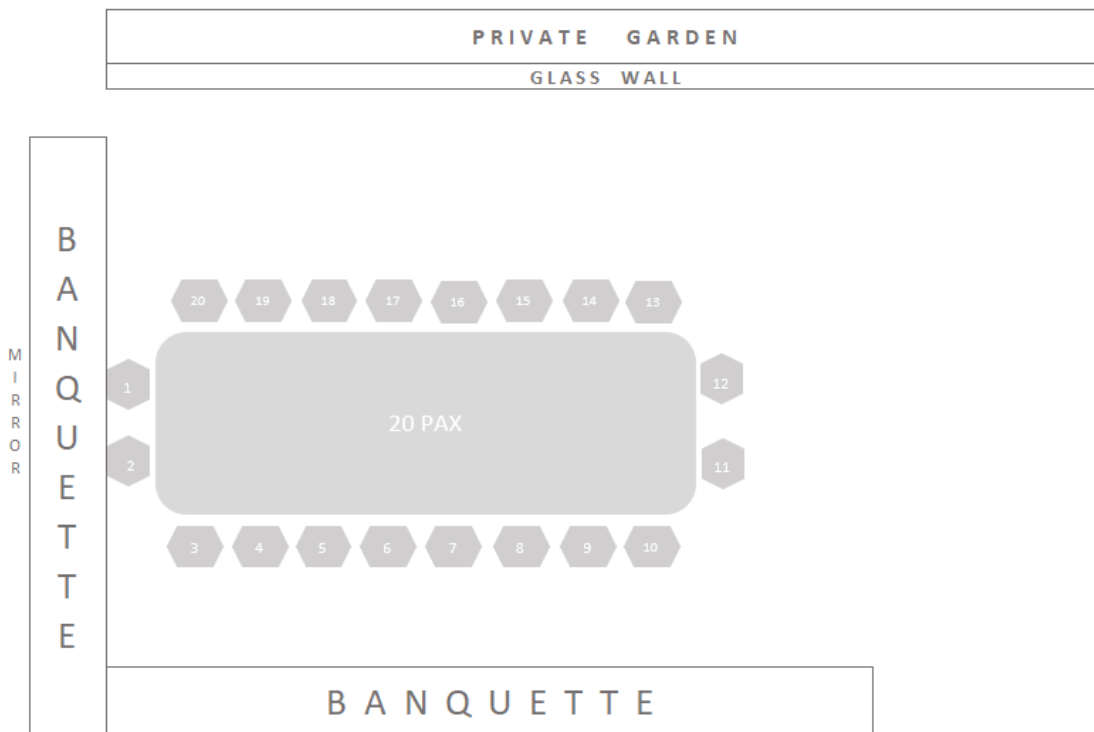 PRIVATE GARDEN
GLASS WALL
BANQUETTE
MIRROR
20 19 18 17 16 15 14 13
1
12
20 PAX
2
11
3 4 5 6 7 8 9 10
BANQUETTE